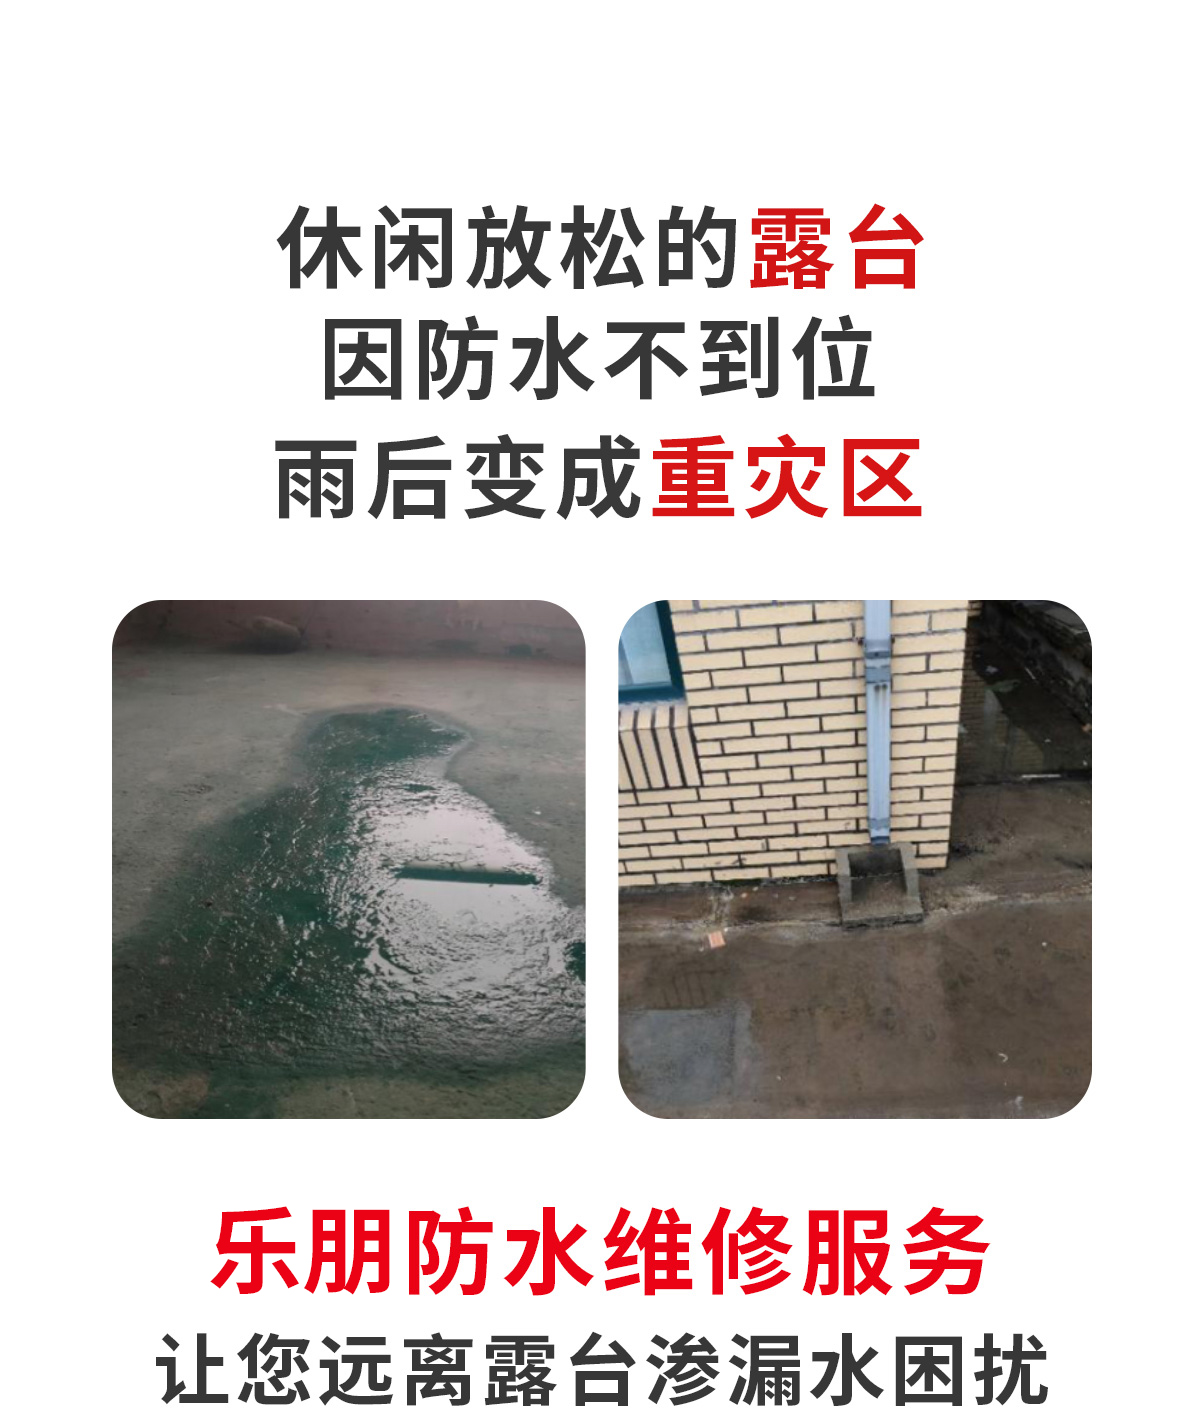 休闲放松的露台
因防水不到位
雨后变成重灾区
乐朋防水维修服务
让您远离露台渗漏水困扰